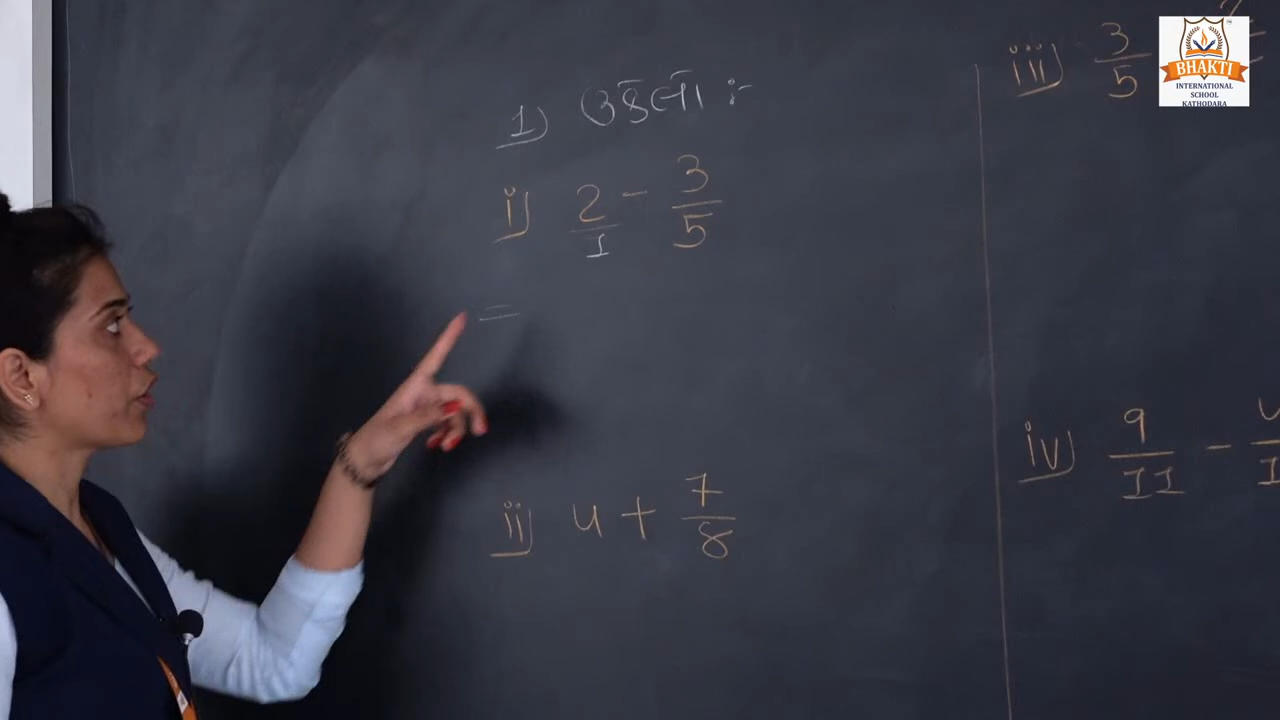 1) ઉકેલો :-
i) 2/1 - 3/5
=
ii) 4 + 7/8
iii) 3/5
iv) 9/11 -
BHAKTI
INTERNATIONAL
SCHOOL
KATHODARA